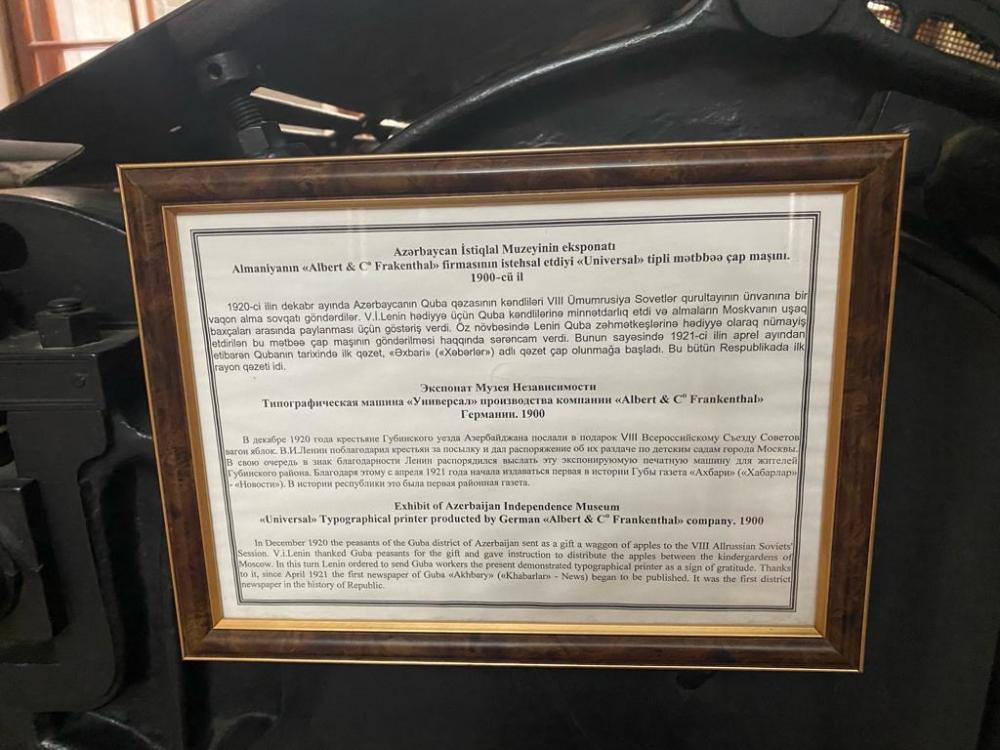 Azərbaycan İstiqlal Muzeyinin eksponatı
Almaniyanın «Albert & Cº Frakenthal» firmasının istehsal etdiyi «Universal» tipli mətbbəə çap maşını.
1900-cü il
1920-ci ilin dekabr ayında Azərbaycanın Quba qəzasının kəndliləri VIII Ümumrusiya Sovetlər qurultayının ünvanına bir
vaqon alma sovqatı göndərdilər. V.İ.Lenin hədiyyə üçün Quba kəndlilərinə minnətdarlıq etdi və almaların Moskvanın uşaq
baxçaları arasında paylanması üçün göstəriş verdi. Öz növbəsində Lenin Quba zəhmətkeşlərinə hədiyyə olaraq nümayiş
etdirilən bu mətbəə çap maşının göndərilməsi haqqında sərəncam verdi. Bunun sayəsində 1921-ci ilin aprel ayından
etibarən Qubanın tarixində ilk qəzet, «Əxbari» («Xəbərlər») adlı qəzet çap olunmağa başladı. Bu bütün Respublikada ilk
rayon qəzeti idi.
Экспонат Музея Независимости
Типографическая машина «Универсал» производства компании «Albert & Cº Frankenthal»
Германии. 1900
В декабре 1920 года крестьяне Губинского уезда Азербайджана послали в подарок VIII Всероссийскому Съезду Советов
вагон яблок. В.И.Ленин поблагодарил крестьян за посылку и дал распоряжение об их раздаче по детским садам города Москвы.
В свою очередь в знак благодарности Ленин распорядился выслать эту экспонируюмую печатную машину для жителей
Губинского района. Благодаря этому с апреля 1921 года начала издаваться первая в истории Губы газета «Ахбари» («Хабарлар»
- «Новости»). В истории республики это была первая районная газета.
Exhibit of Azerbaijan Independence Museum
«Universal» Typographical printer producted by German «Albert & Cº Frankenthal» company. 1900
In December 1920 the peasants of the Guba district of Azerbaijan sent as a gift a waggon of apples to the VIII Allrussian Soviets'
Session. V.i.Lenin thanked Guba peasants for the gift and gave instruction to distribute the apples between the kindergardens of
Moscow. In this turn Lenin ordered to send Guba workers the present demonstrated typographical printer as a sign of gratitude. Thanks
to it, since April 1921 the first newspaper of Guba «Akhbary» («Khabarlar» - News) began to be published. It was the first district
newspaper in the history of Republic.